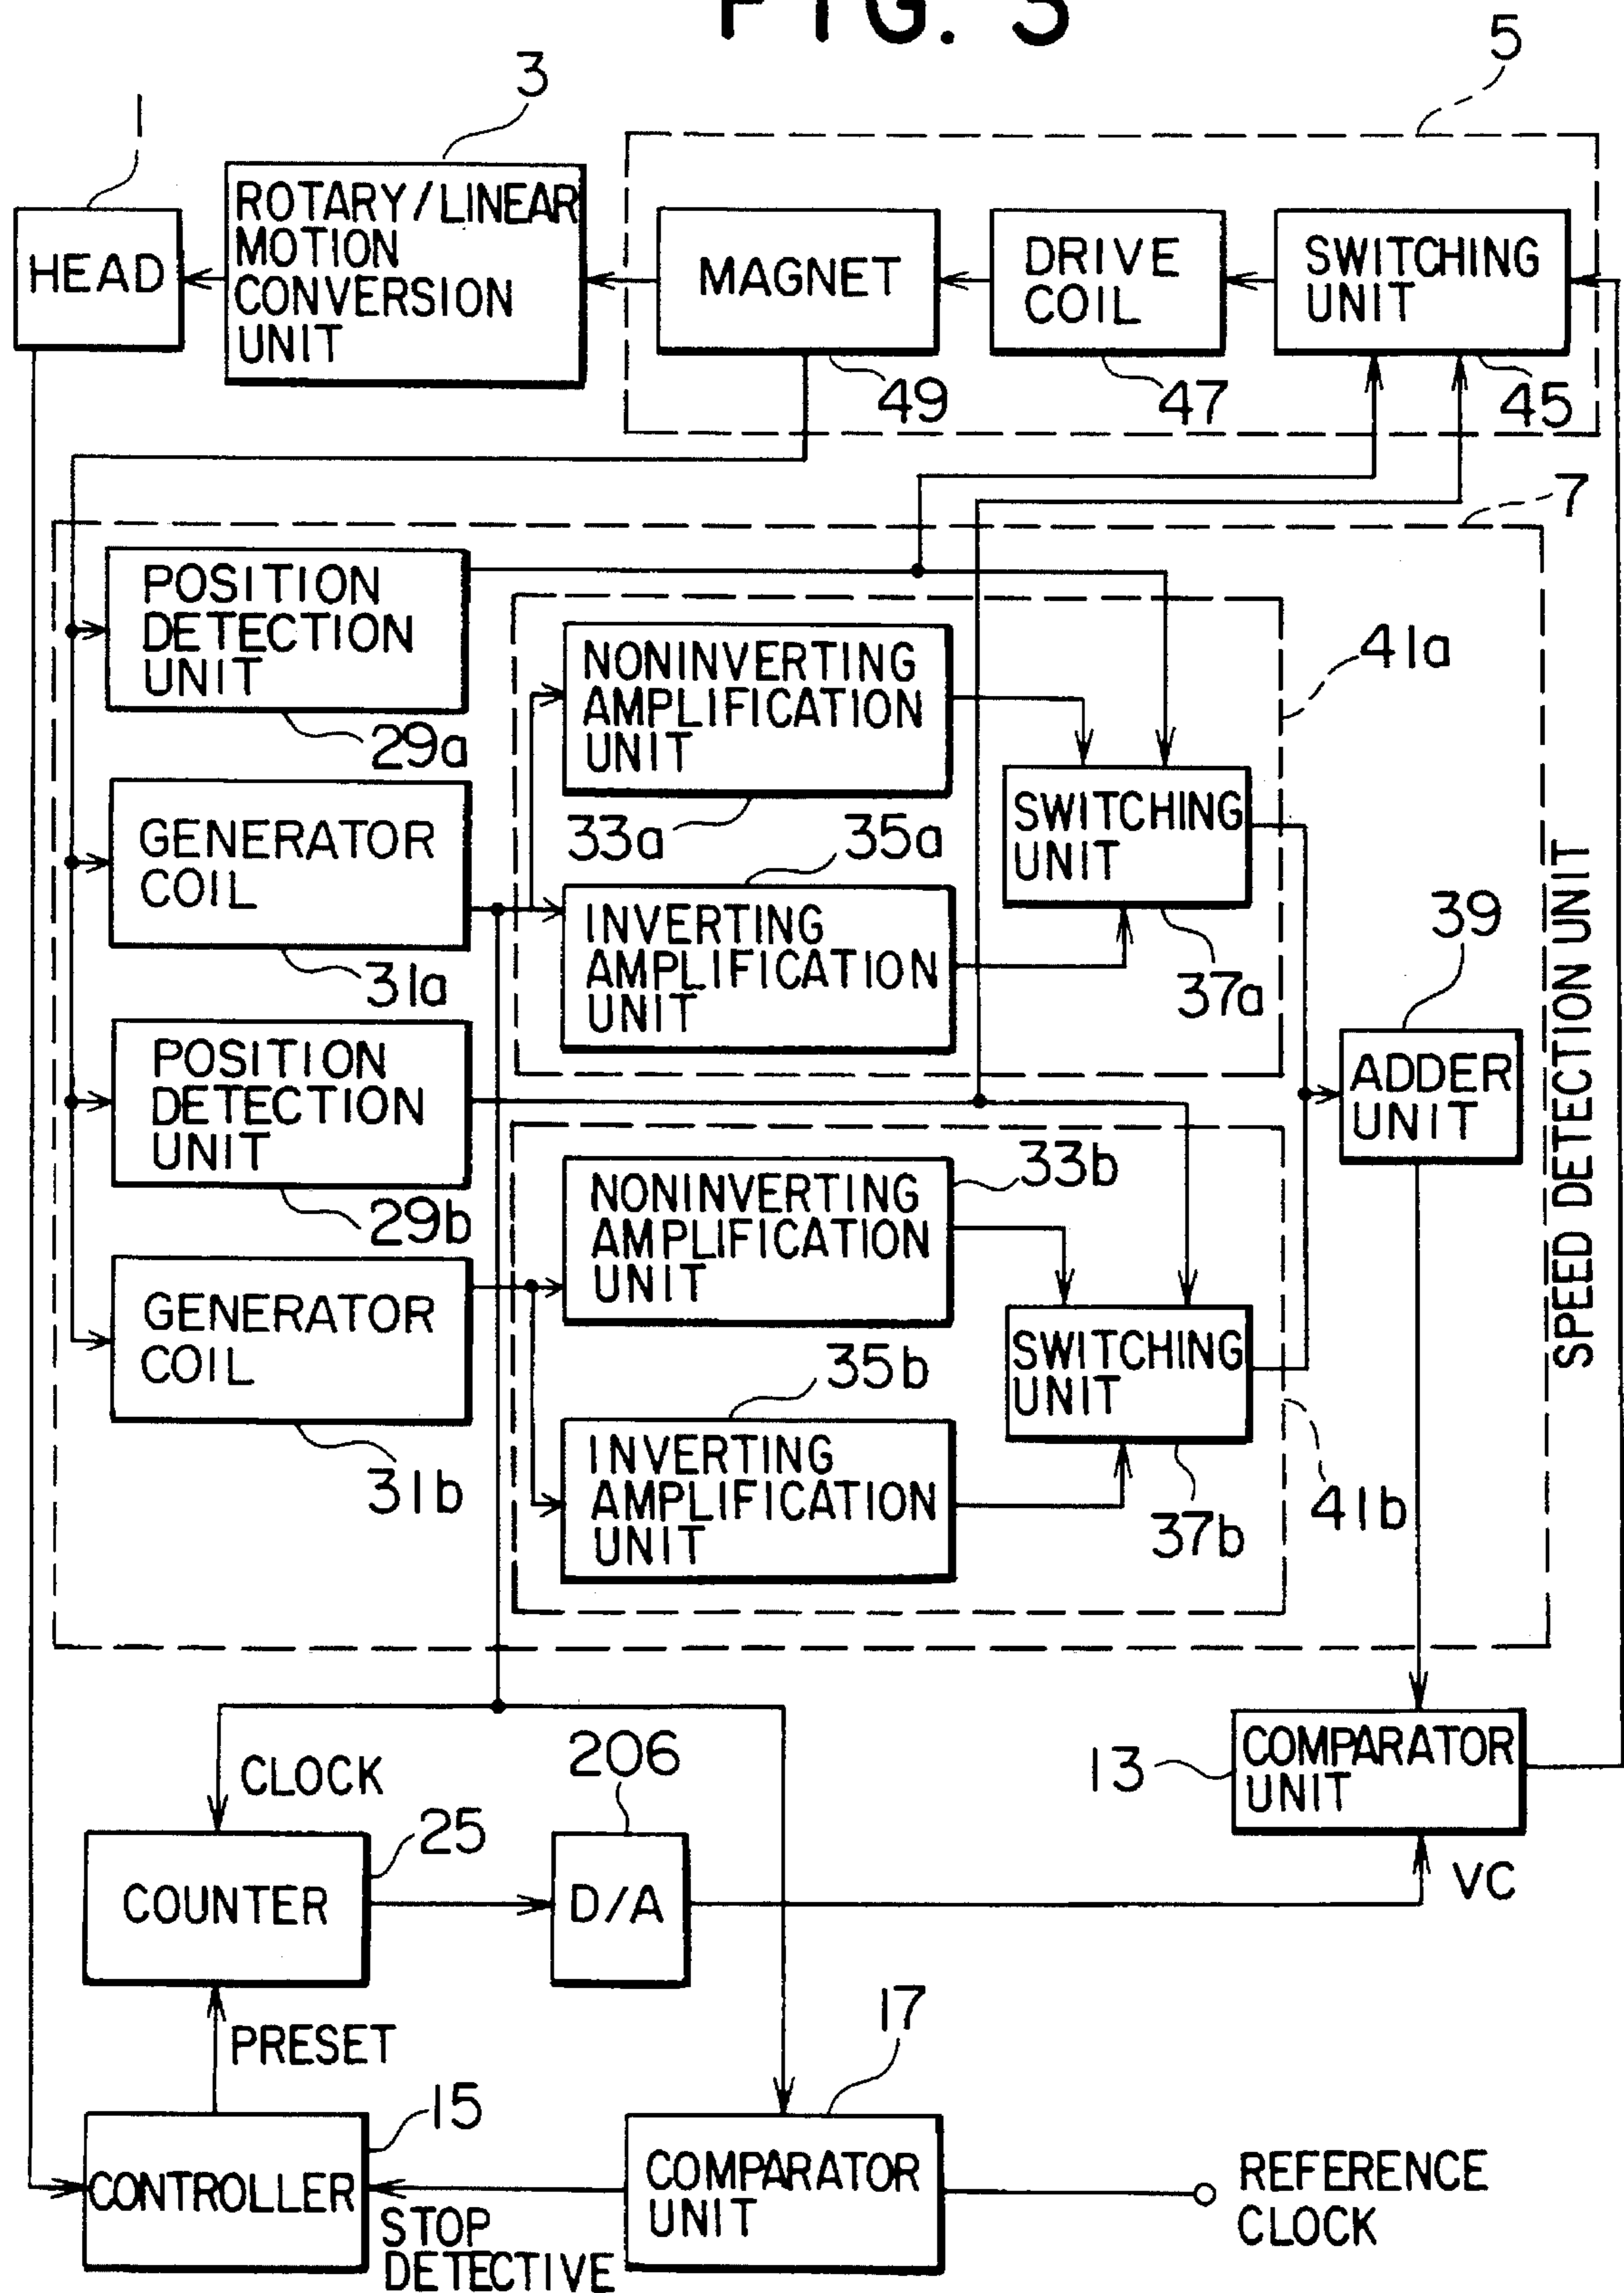 FIG. 3
1
3
5
HEAD
ROTARY/LINEAR
MOTION
CONVERSION
UNIT
MAGNET
DRIVE
COIL
SWITCHING
UNIT
49
47
45
7
POSITION
DETECTION
UNIT
29a
NONINVERTING
AMPLIFICATION
UNIT
33a
41a
GENERATOR
COIL
31a
35a
INVERTING
AMPLIFICATION
UNIT
SWITCHING
UNIT
37a
39
ADDER
UNIT
SPEED DETECTION UNIT
POSITION
DETECTION
UNIT
29b
NONINVERTING
AMPLIFICATION
UNIT
33b
GENERATOR
COIL
31b
35b
INVERTING
AMPLIFICATION
UNIT
SWITCHING
UNIT
37b
41b
CLOCK
206
13
COMPARATOR
UNIT
25
COUNTER
D/A
VC
PRESET
17
15
CONTROLLER
STOP
DETECTIVE
COMPARATOR
UNIT
REFERENCE
CLOCK